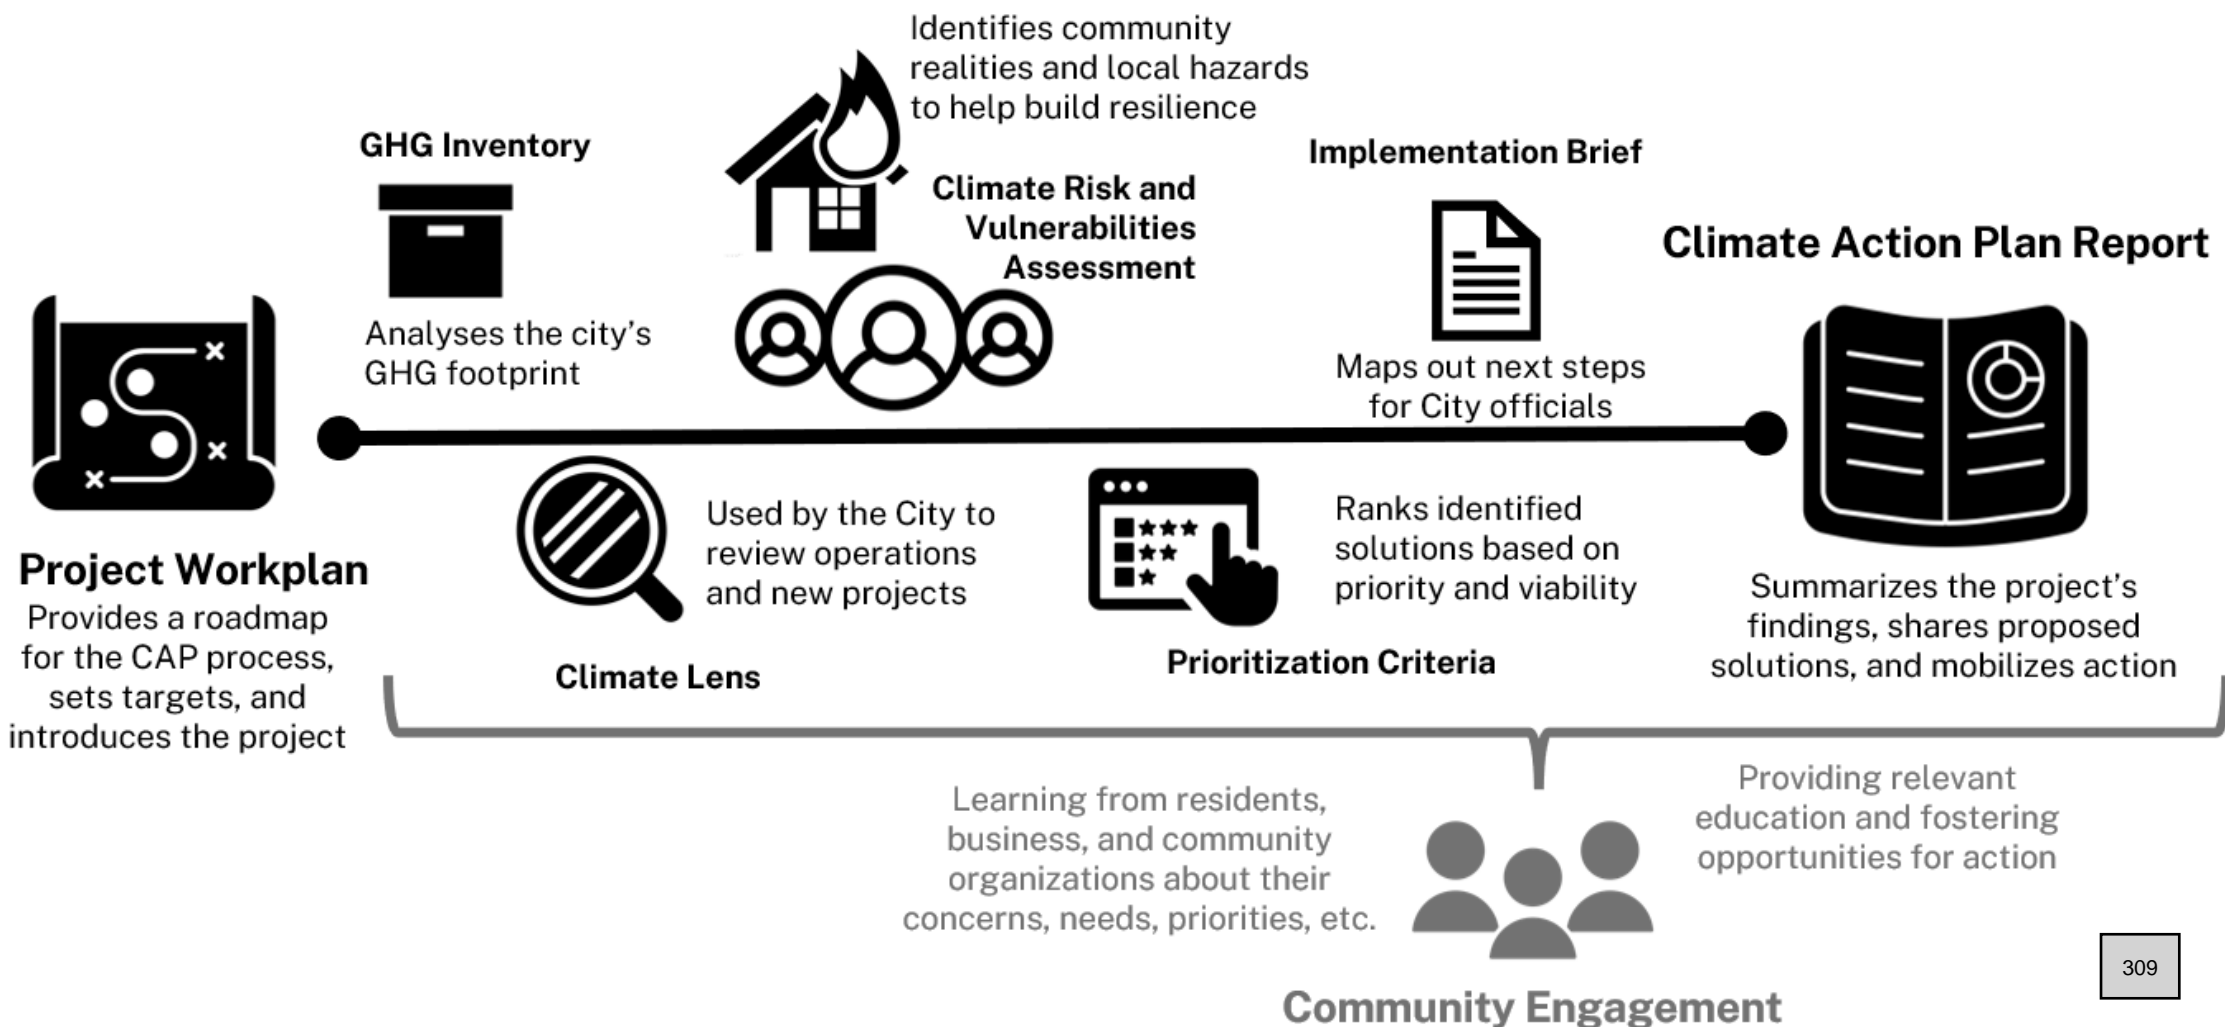 Identifies community
realities and local hazards
to help build resilience
GHG Inventory
Climate Risk and
Vulnerabilities
Assessment
Implementation Brief
Climate Action Plan Report
Analyses the city’s
GHG footprint
Maps out next steps
for City officials
Project Workplan
Provides a roadmap
for the CAP process,
sets targets, and
introduces the project
Used by the City to
review operations
and new projects
Climate Lens
Ranks identified
solutions based on
priority and viability
Prioritization Criteria
Summarizes the project’s
findings, shares proposed
solutions, and mobilizes action
Learning from residents,
business, and community
organizations about their
concerns, needs, priorities, etc.
Providing relevant
education and fostering
opportunities for action
Community Engagement
309